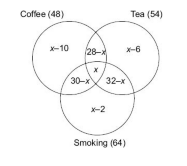 Coffee (48) Tea (54)
x–10 28–x x–6
x
30–x 32–x
x–2
Smoking (64)